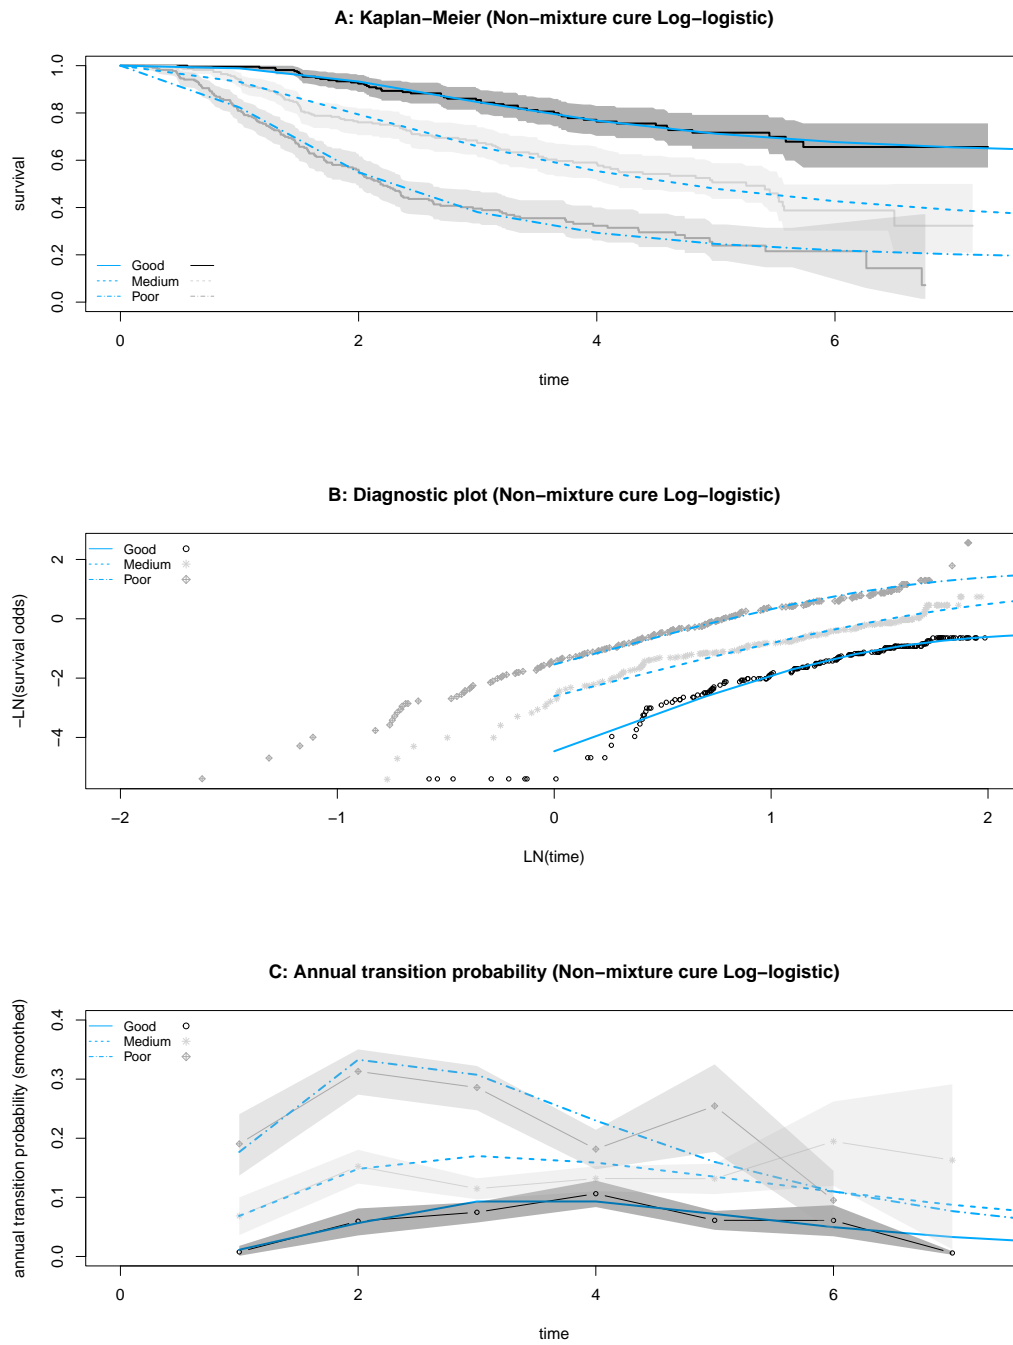 A: Kaplan−Meier (Non−mixture cure Log−logistic)
survival
1.0
0.8
0.6
0.4
0.2
0.0
Good
Medium
Poor
0 2 4 6
time
B: Diagnostic plot (Non−mixture cure Log−logistic)
−LN(survival odds)
2
0
−2
−4
Good
Medium
Poor
−2 −1 0 1 2
LN(time)
C: Annual transition probability (Non−mixture cure Log−logistic)
annual transition probability (smoothed)
0.4
0.3
0.2
0.1
0.0
Good
Medium
Poor
0 2 4 6
time